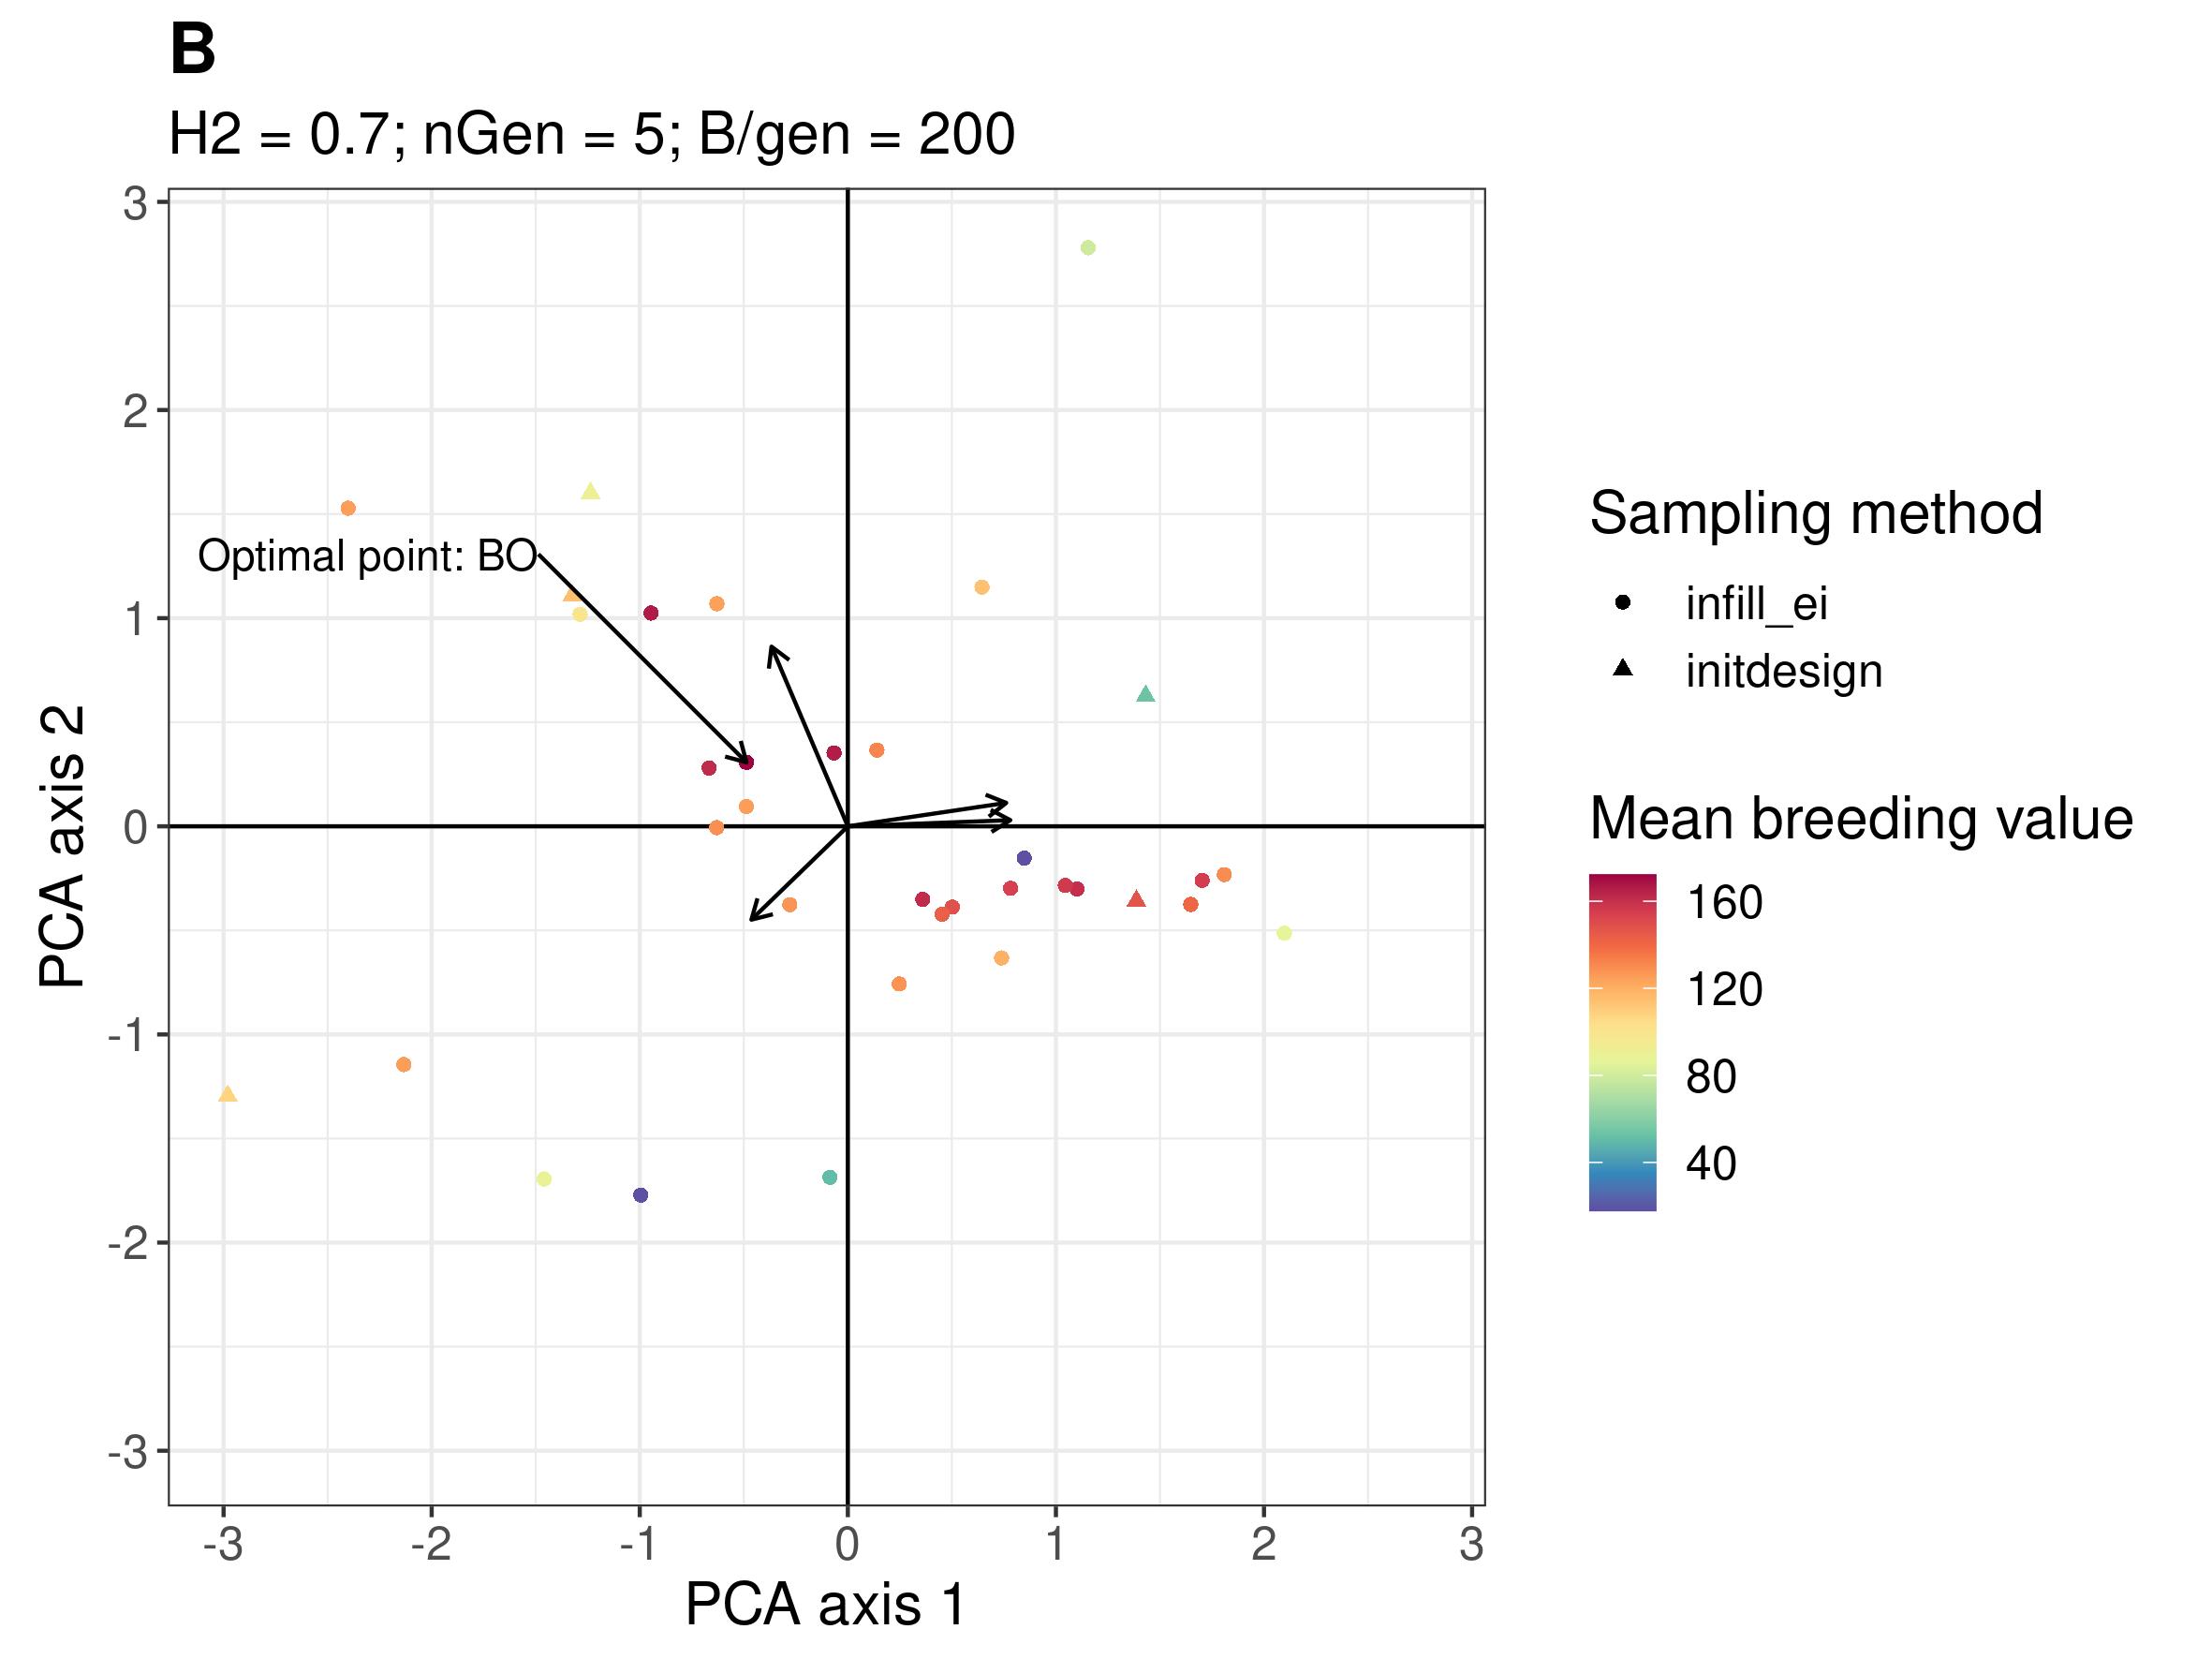 B
H2 = 0.7; nGen = 5; B/gen = 200
3
2
1
0
-1
-2
-3
PCA axis 2
Optimal point: BO
-3 -2 -1 0 1 2 3
PCA axis 1
Sampling method
infill_ei
initdesign
Mean breeding value
160
120
80
40